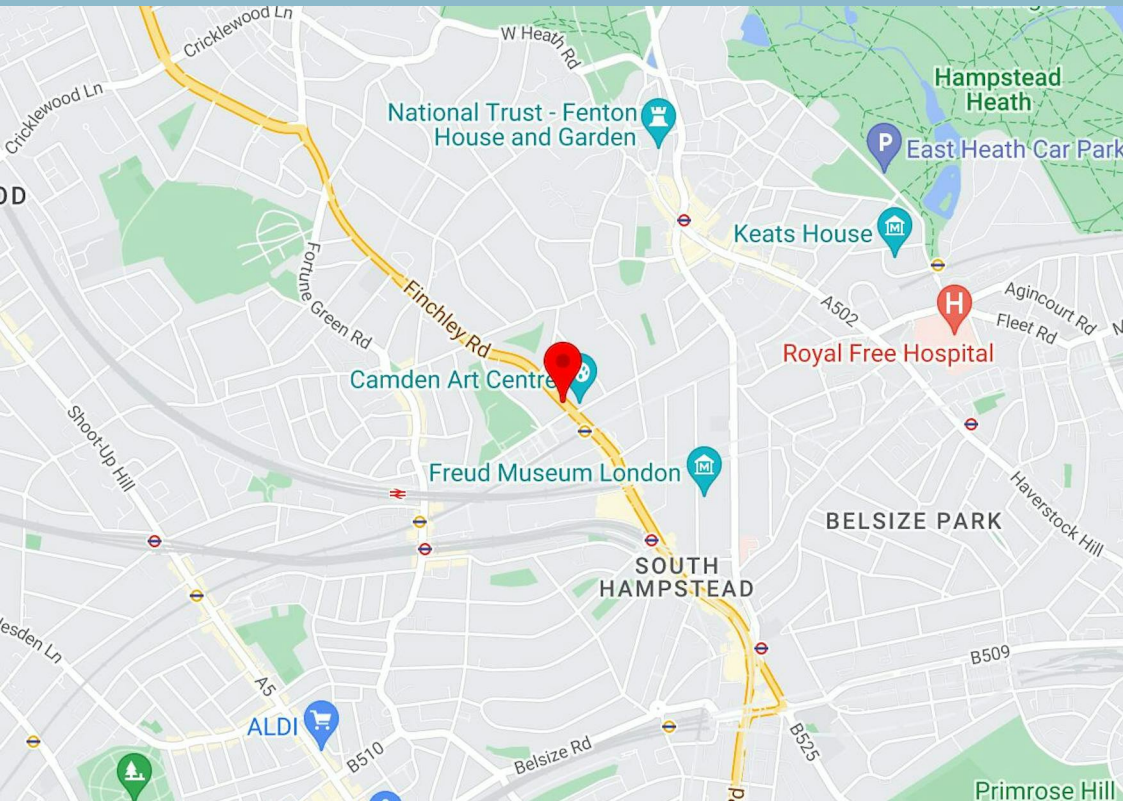 Cricklewood Ln
W Heath Rd
Cricklewood Ln
Hampstead
Heath
National Trust - Fenton
House and Garden
P
East Heath Car Park
OD
Keats House
M
Fortune Green Rd
Finchley Rd
A502
H
Agincourt Rd
Fleet Rd
N
Royal Free Hospital
Camden Art Centre
Shoot-Up Hill
Freud Museum London
M
Haverstock Hill
BELSIZE PARK
SOUTH
HAMPSTEAD
lesden Ln
B509
A5
ALDI
B510
Belsize Rd
B525
Primrose Hill